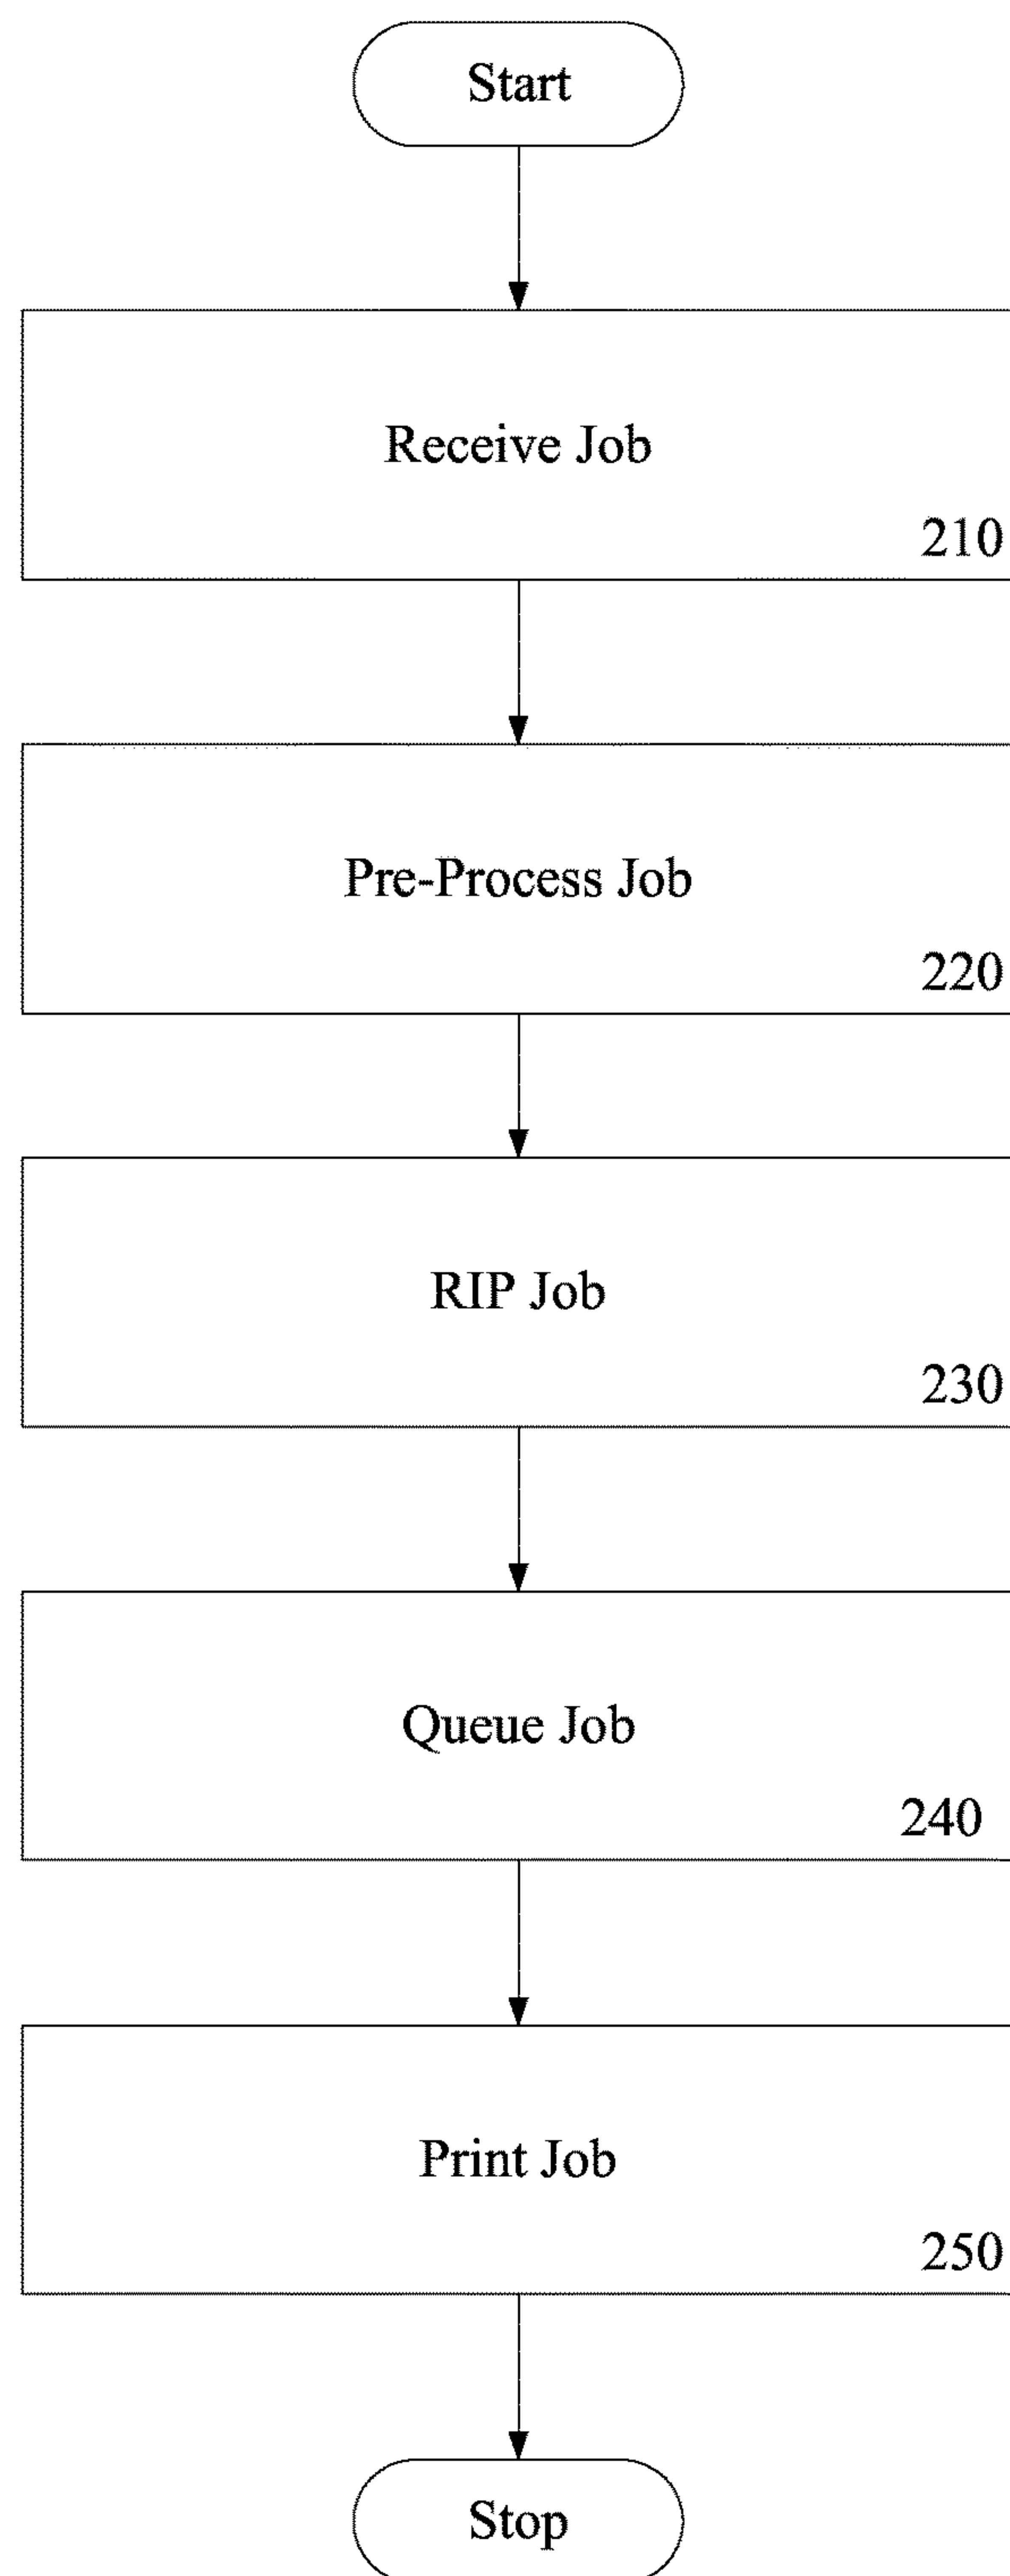 Start
Receive Job
210
Pre-Process Job
220
RIP Job
230
Queue Job
240
Print Job
250
Stop